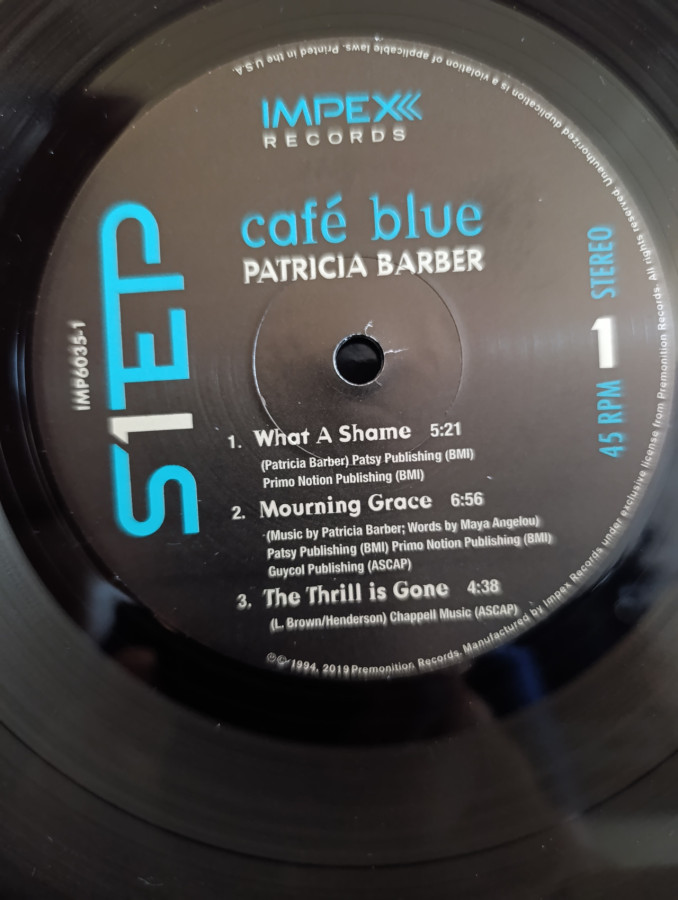 IMPEX
RECORDS
café blue
PATRICIA BARBER
S1TEP
IMP6035-1
45 RPM 1 STEREO
1. What A Shame 5:21
(Patricia Barber) Patsy Publishing (BMI)
Primo Notion Publishing (BMI)
2. Mourning Grace 6:56
(Music by Patricia Barber; Words by Maya Angelou)
Patsy Publishing (BMI) Primo Notion Publishing (BMI)
Guycol Publishing (ASCAP)
3. The Thrill is Gone 4:38
(L. Brown/Henderson) Chappell Music (ASCAP)
℗© 1994, 2019 Premonition Records. Manufactured by Impex Records under exclusive license from Premonition Records. All rights reserved. Unauthorized duplication is a violation of applicable laws. Printed in the U.S.A.